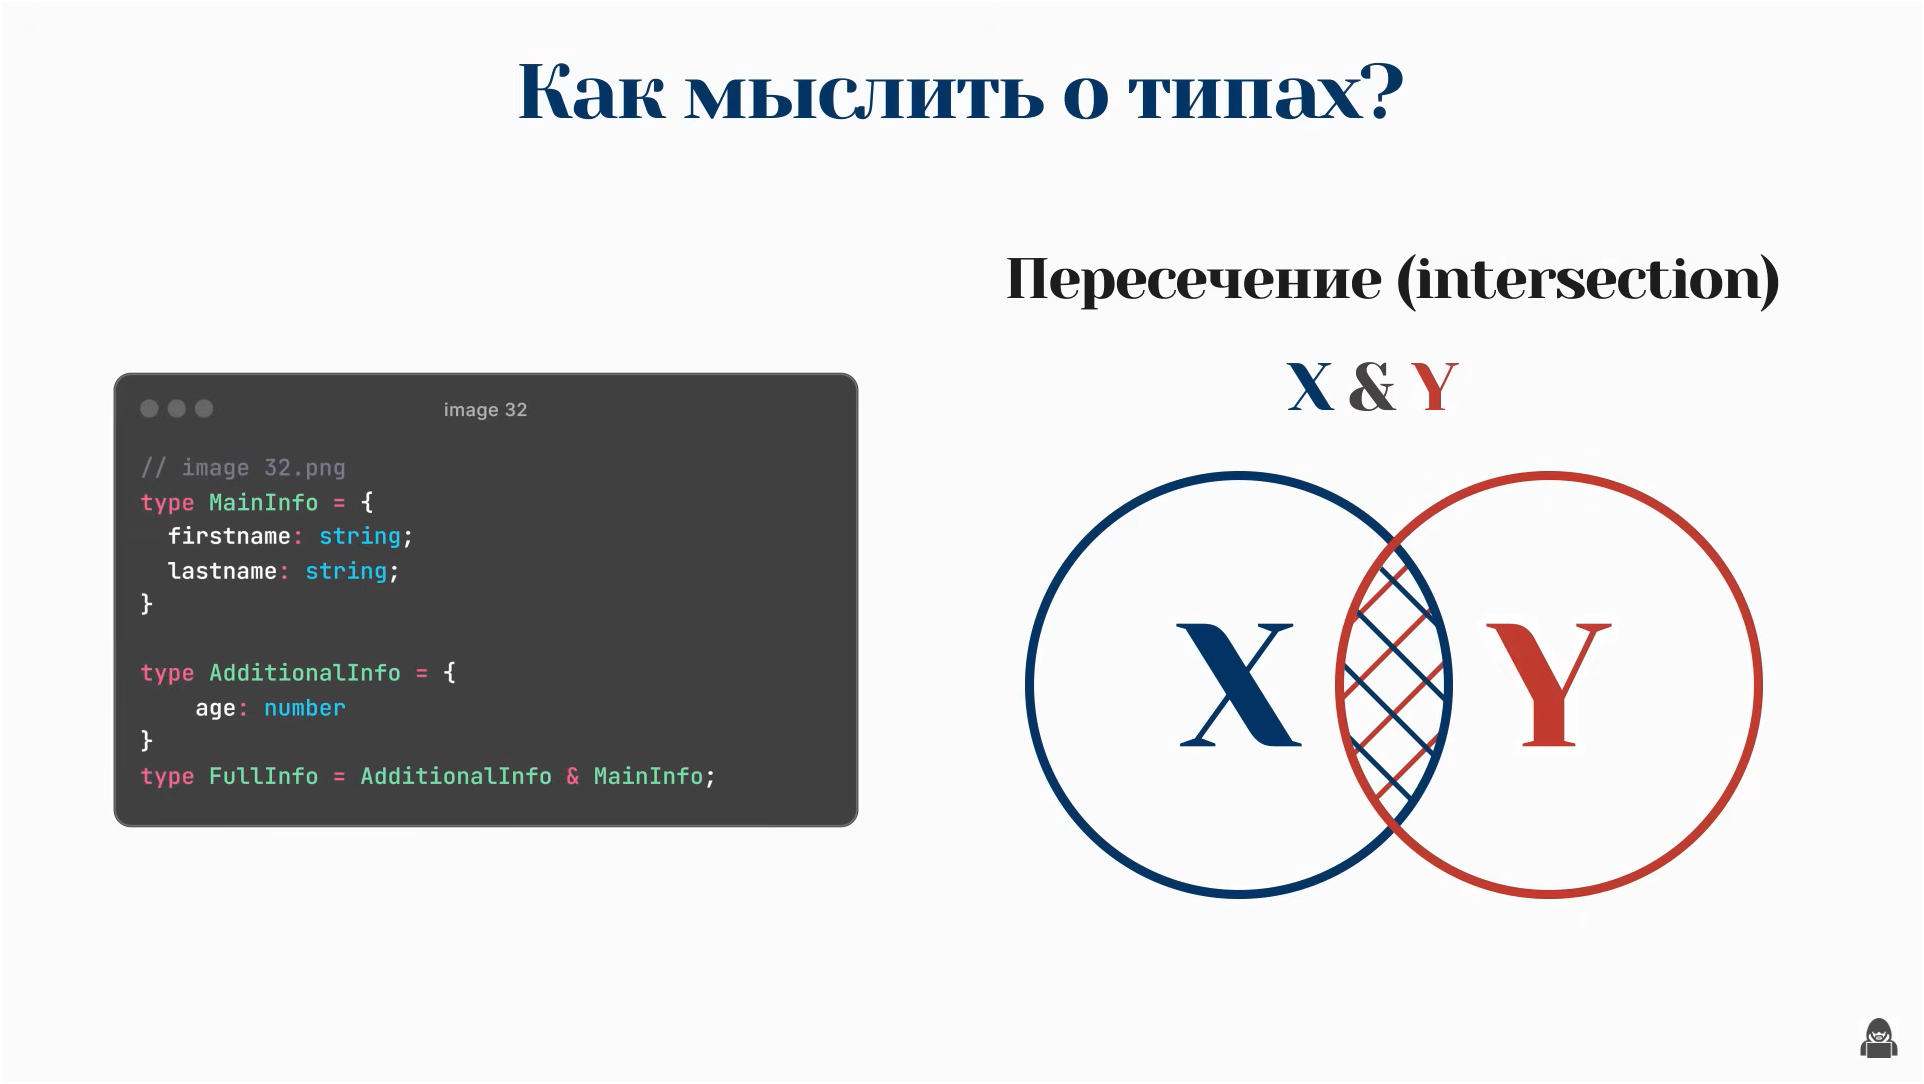 Как мыслить о типах?
image 32
// image 32.png
type MainInfo = {
  firstname: string;
  lastname: string;
}
type AdditionalInfo = {
    age: number
}
type FullInfo = AdditionalInfo & MainInfo;
Пересечение (intersection)
X & Y
X
Y